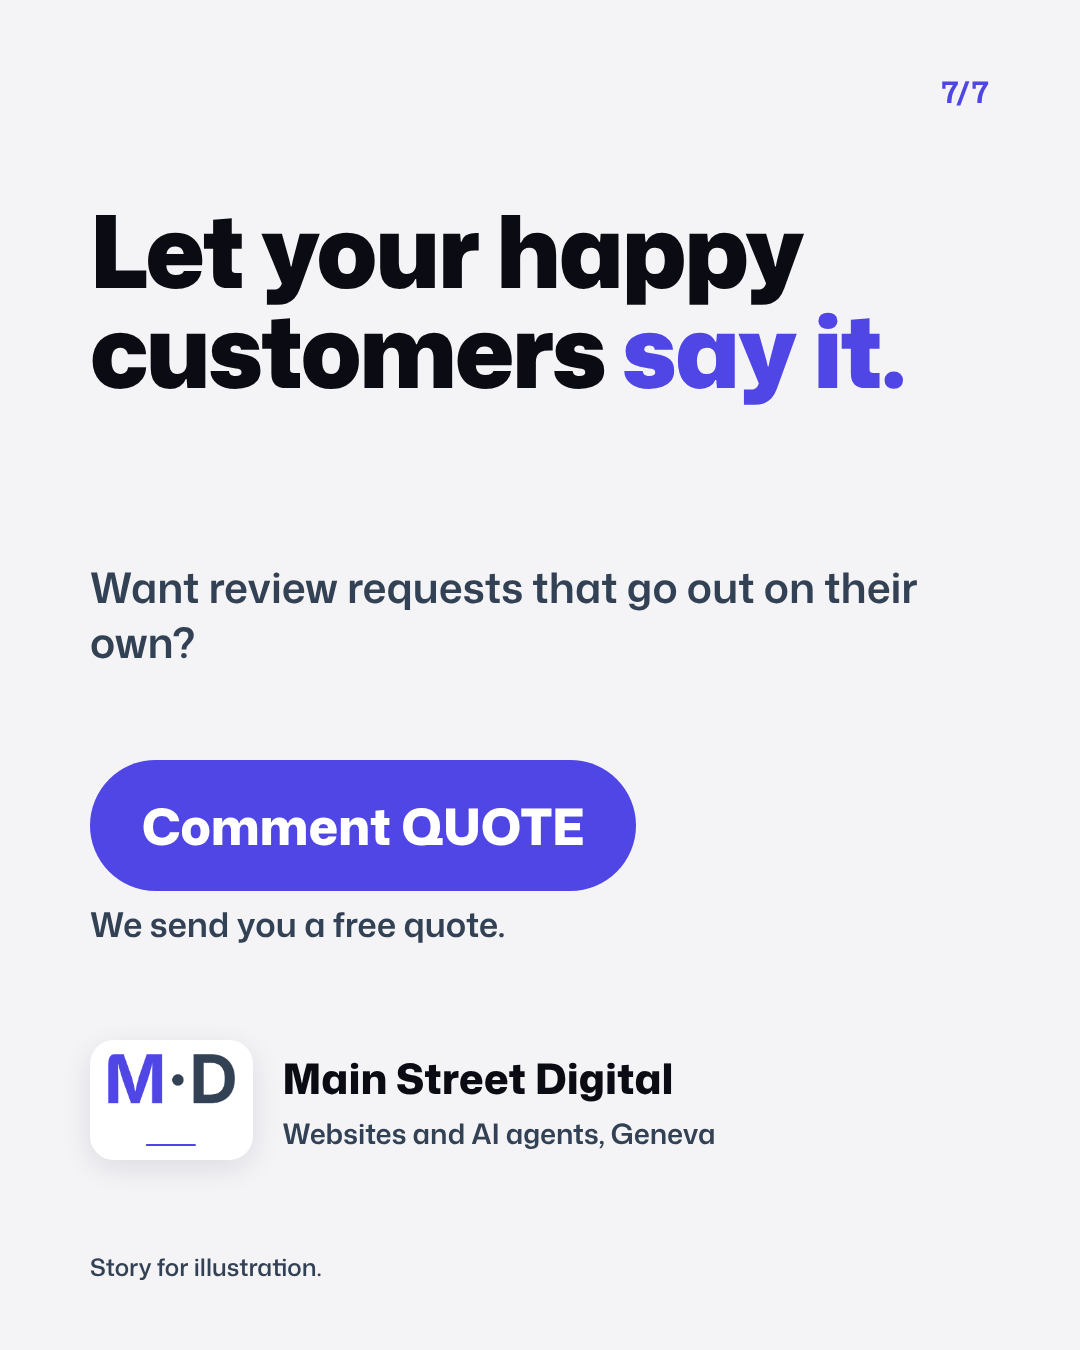 7/7
Let your happy
customers say it.
Want review requests that go out on their
own?
Comment QUOTE
We send you a free quote.
M·D
Main Street Digital
Websites and AI agents, Geneva
Story for illustration.